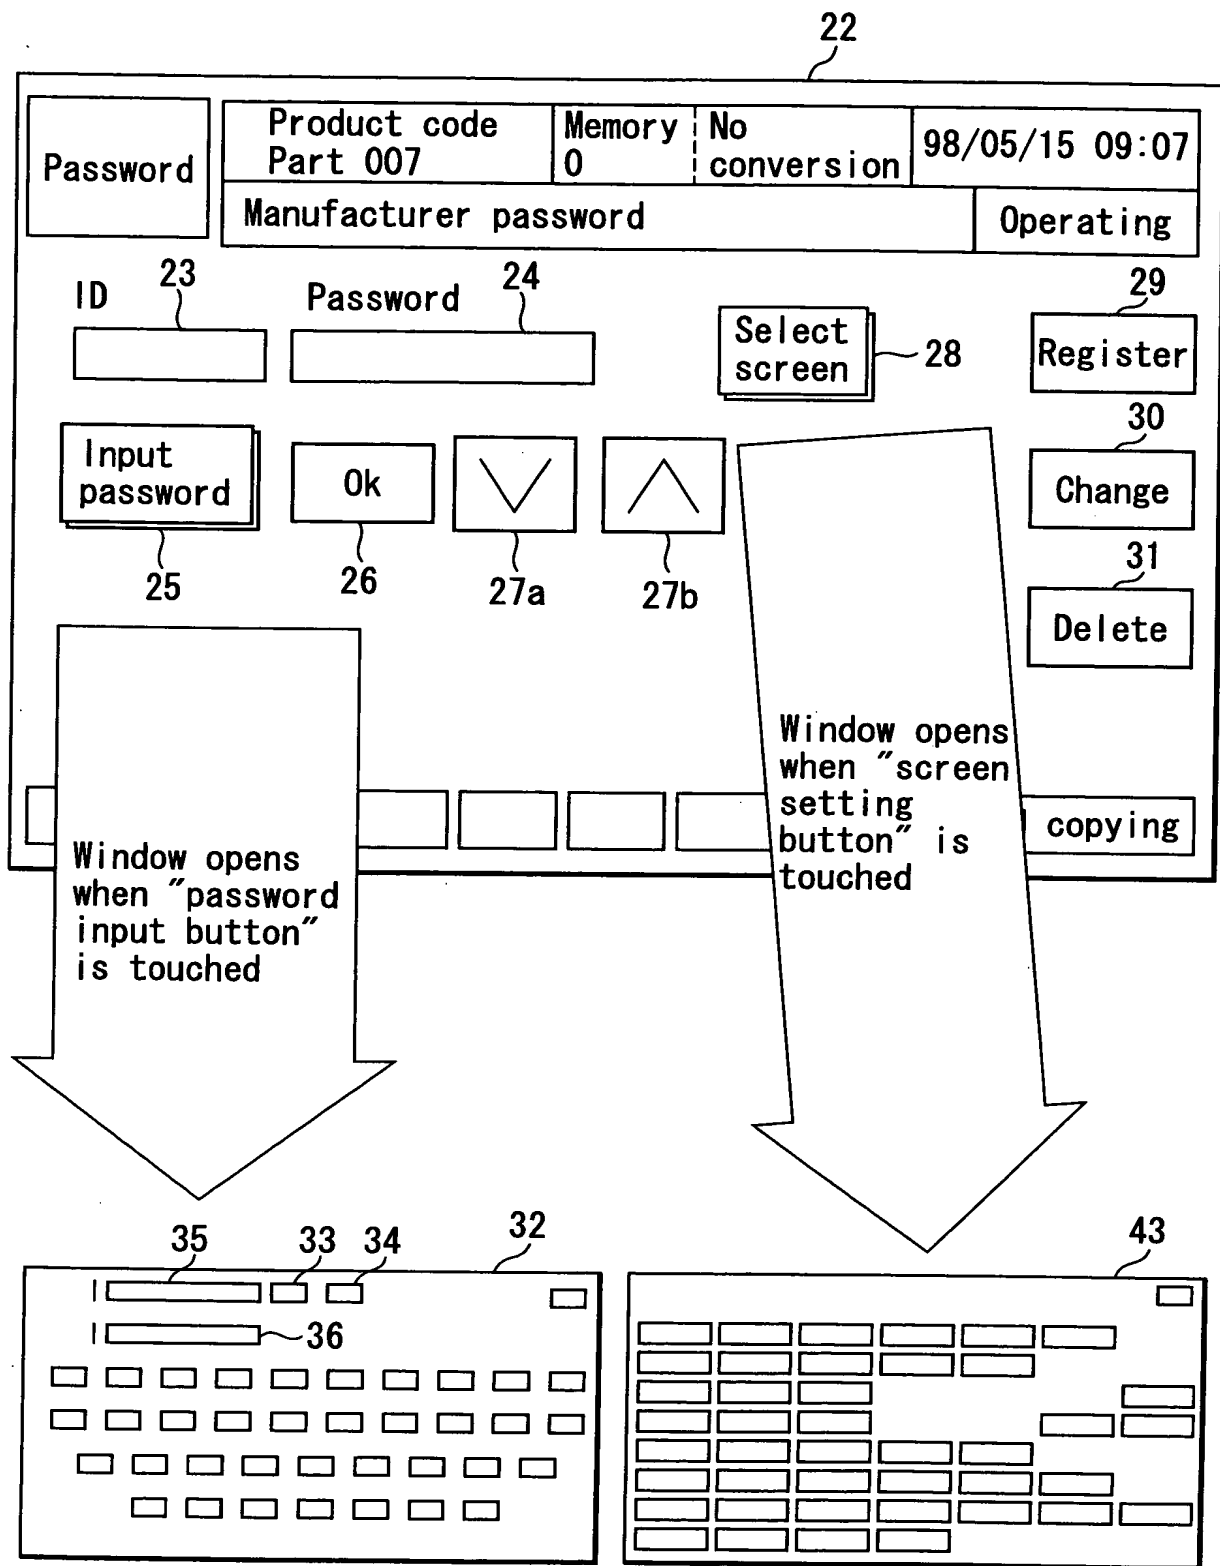 22
Password
Product code
Part 007
Memory
0
No
conversion
98/05/15 09:07
Manufacturer password
Operating
ID
23
Password
24
Select
screen
28
29
Register
Input
password
25
Ok
26
27a
27b
30
Change
31
Delete
Window opens
when "screen
setting
button" is
touched
copying
Window opens
when "password
input button"
is touched
35
33
34
32
36
43